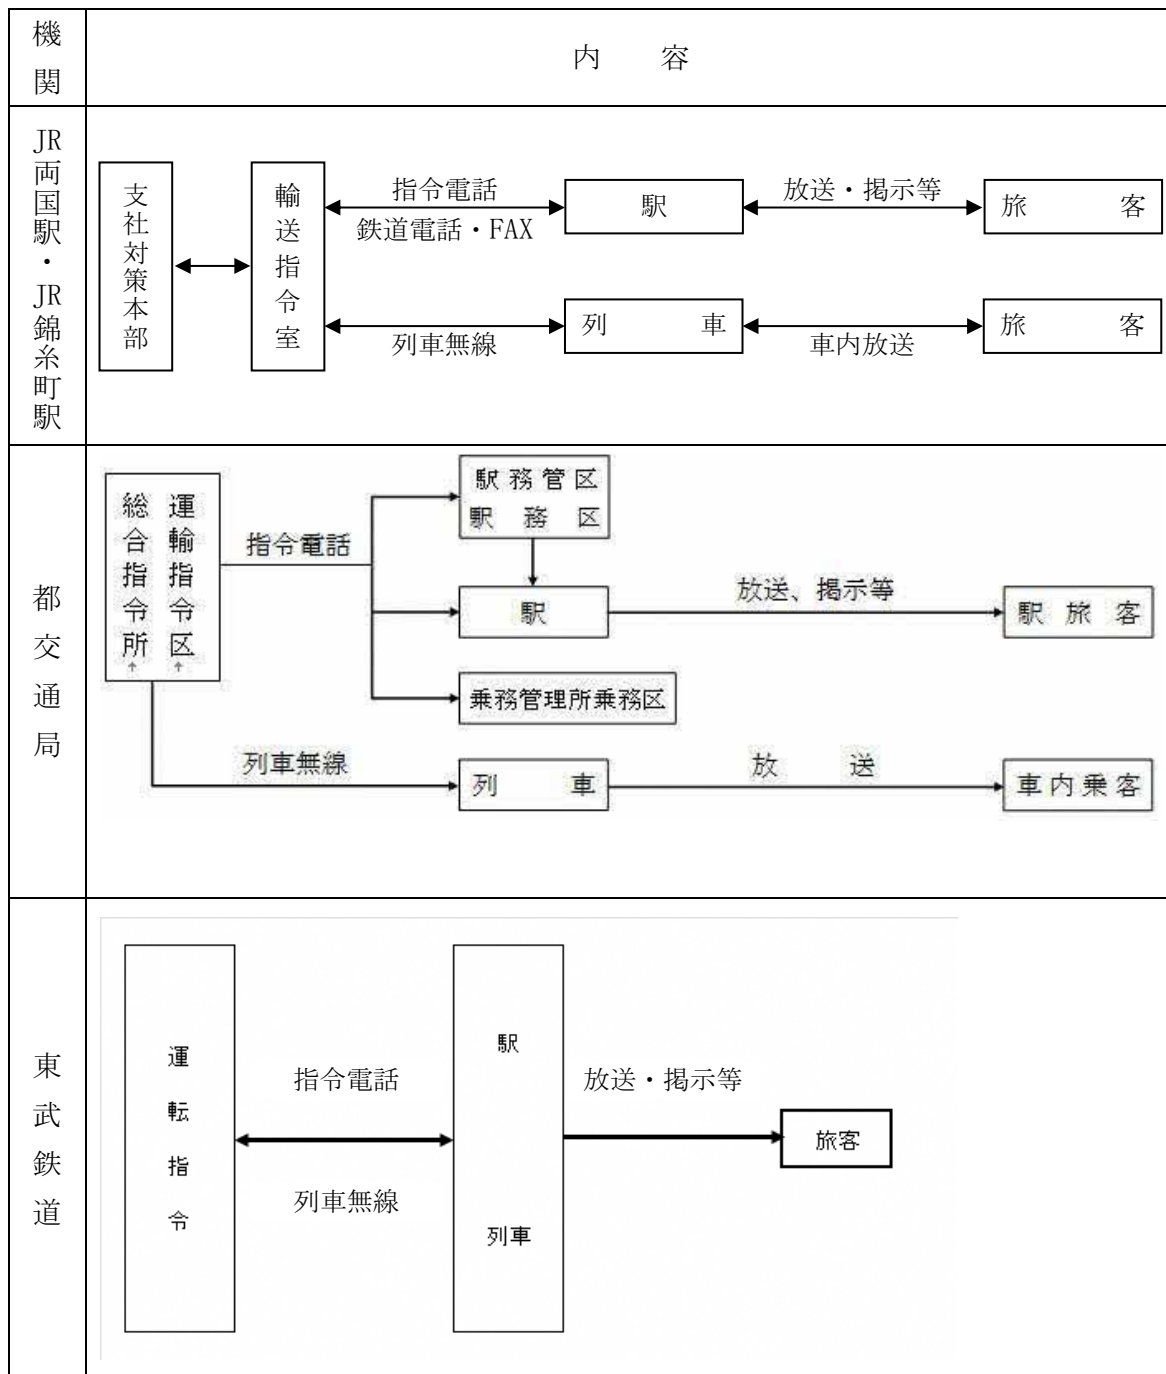 機関
内 容
JR両国駅・JR錦糸町駅
支社対策本部
輸送指令室
指令電話
鉄道電話・FAX
駅
放送・掲示等
旅 客
列車無線
列 車
車内放送
旅 客
都交通局
総合指令所
運輸指令区
指令電話
駅務管区
駅務区
駅
放送、掲示等
駅旅客
乗務管理所乗務区
列車無線
列 車
放 送
車内乗客
東武鉄道
運転指令
指令電話
列車無線
駅
列車
放送・掲示等
旅客